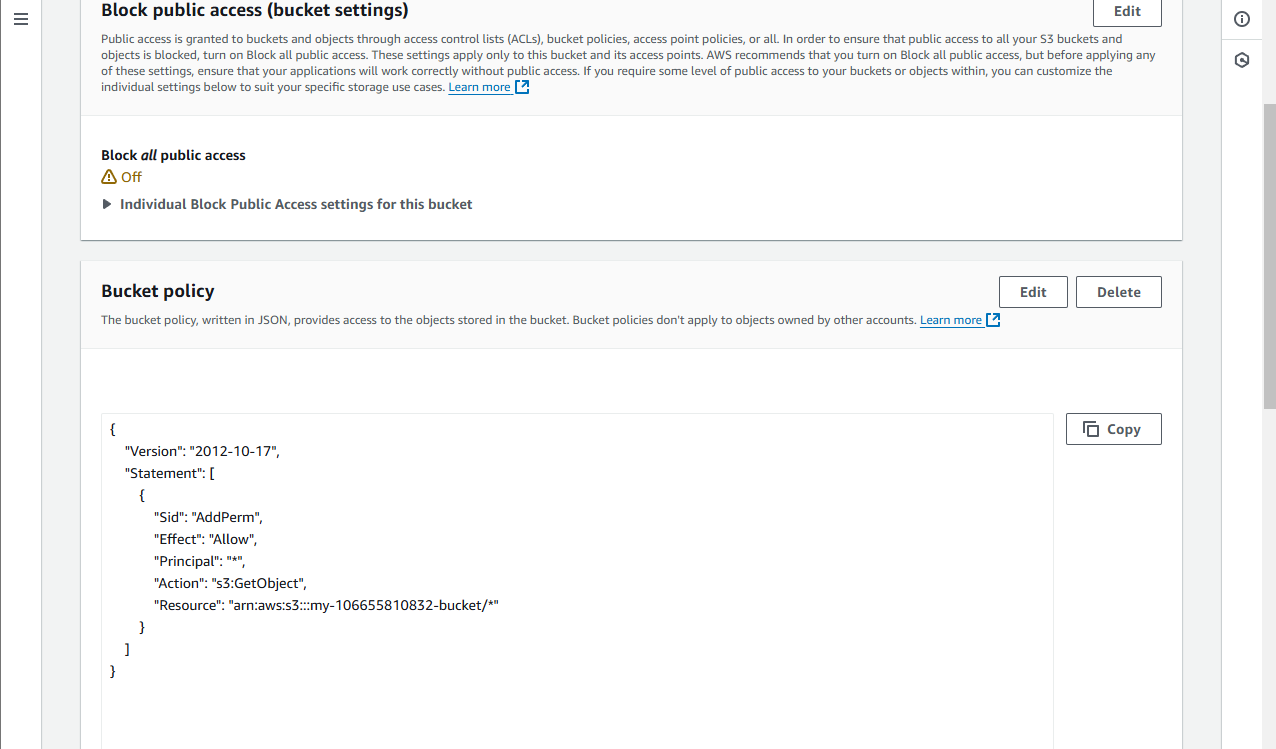 Block public access (bucket settings)
Edit
Public access is granted to buckets and objects through access control lists (ACLs), bucket policies, access point policies, or all. In order to ensure that public access to all your S3 buckets and
objects is blocked, turn on Block all public access. These settings apply only to this bucket and its access points. AWS recommends that you turn on Block all public access, but before applying any
of these settings, ensure that your applications will work correctly without public access. If you require some level of public access to your buckets or objects within, you can customize the
individual settings below to suit your specific storage use cases. Learn more
Block all public access
Off
Individual Block Public Access settings for this bucket
Bucket policy
Edit
Delete
The bucket policy, written in JSON, provides access to the objects stored in the bucket. Bucket policies don't apply to objects owned by other accounts. Learn more
Copy
{
"Version": "2012-10-17",
"Statement": [
{
"Sid": "AddPerm",
"Effect": "Allow",
"Principal": "*",
"Action": "s3:GetObject",
"Resource": "arn:aws:s3:::my-106655810832-bucket/*"
}
]
}